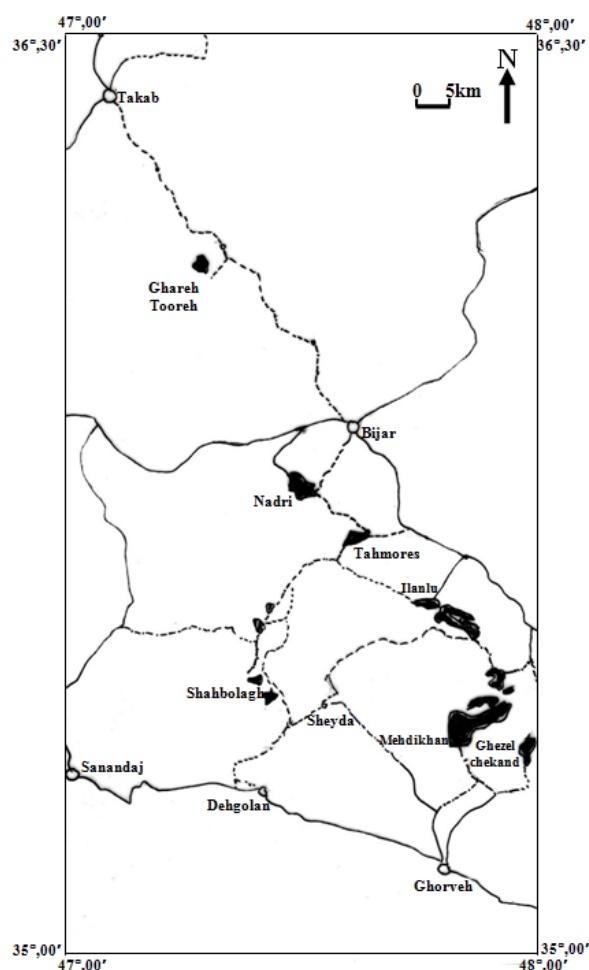 47°,00′
48°,00′
36°,30′
36°,30′
N
0 5km
Takab
Ghareh
Tooreh
Bijar
Nadri
Tahmores
Ilanlu
Shahbolagh
Sheyda
Mehdikhan
Ghezel
chekand
Sanandaj
Dehgolan
Ghorveh
35°,00′
35°,00′
47°,00′
48°,00′